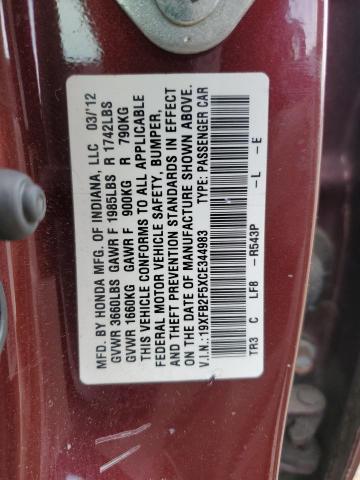 MFD. BY HONDA MFG. OF INDIANA, LLC 03/'12
GVWR 3660LBS GAWR F 1985LBS R 1742LBS
GVWR 1660KG GAWR F 900KG R 790KG
THIS VEHICLE CONFORMS TO ALL APPLICABLE
FEDERAL MOTOR VEHICLE SAFETY, BUMPER,
AND THEFT PREVENTION STANDARDS IN EFFECT
ON THE DATE OF MANUFACTURE SHOWN ABOVE.
V.I.N.:19XFB2F5XCE344983 TYPE: PASSENGER CAR
TR3 C LF8 -R543P -L -E